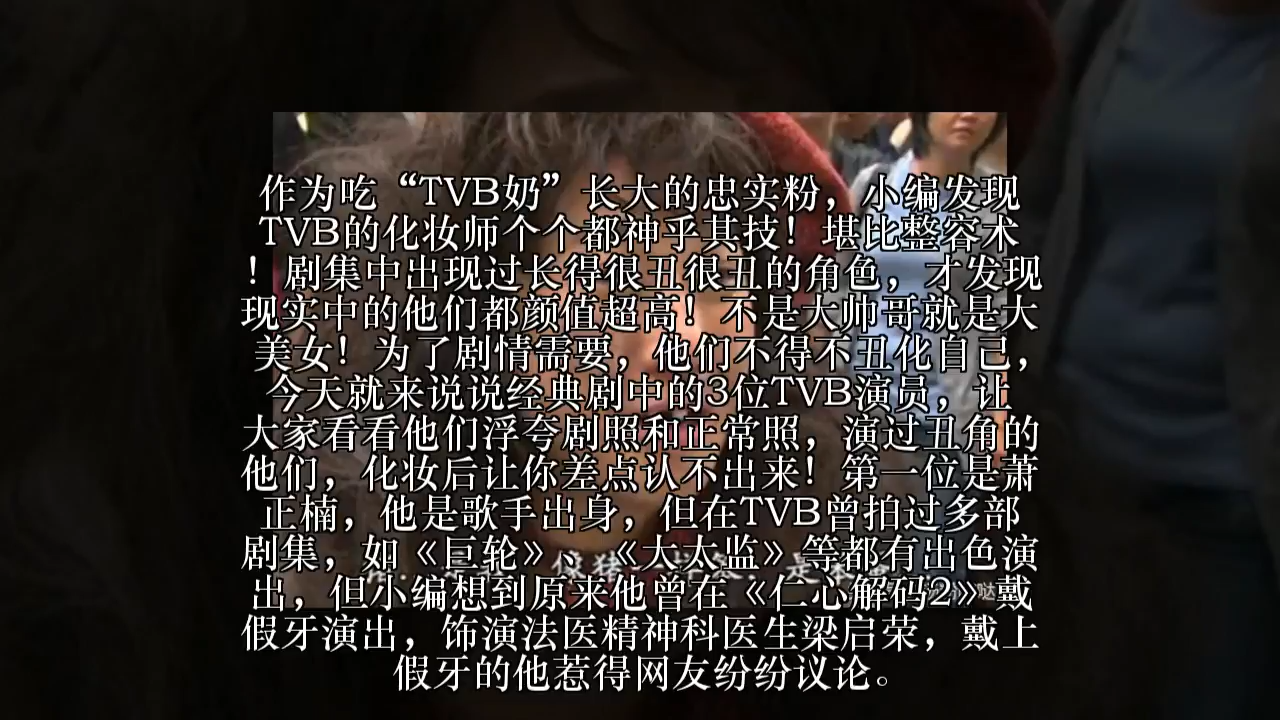 作为吃“TVB奶”长大的忠实粉，小编发现
TVB的化妆师个个都神乎其技！堪比整容术
！剧集中出现过长得很丑很丑的角色，才发现
现实中的他们都颜值超高！不是大帅哥就是大
美女！为了剧情需要，他们不得不丑化自己，
今天就来说说经典剧中的3位TVB演员，让
大家看看他们浮夸剧照和正常照，演过丑角的
他们，化妆后让你差点认不出来！第一位是萧
正楠，他是歌手出身，但在TVB曾拍过多部
剧集，如《巨轮》、《大太监》等都有出色演
出，但小编想到原来他曾在《仁心解码2》戴
假牙演出，饰演法医精神科医生梁启荣，戴上
假牙的他惹得网友纷纷议论。